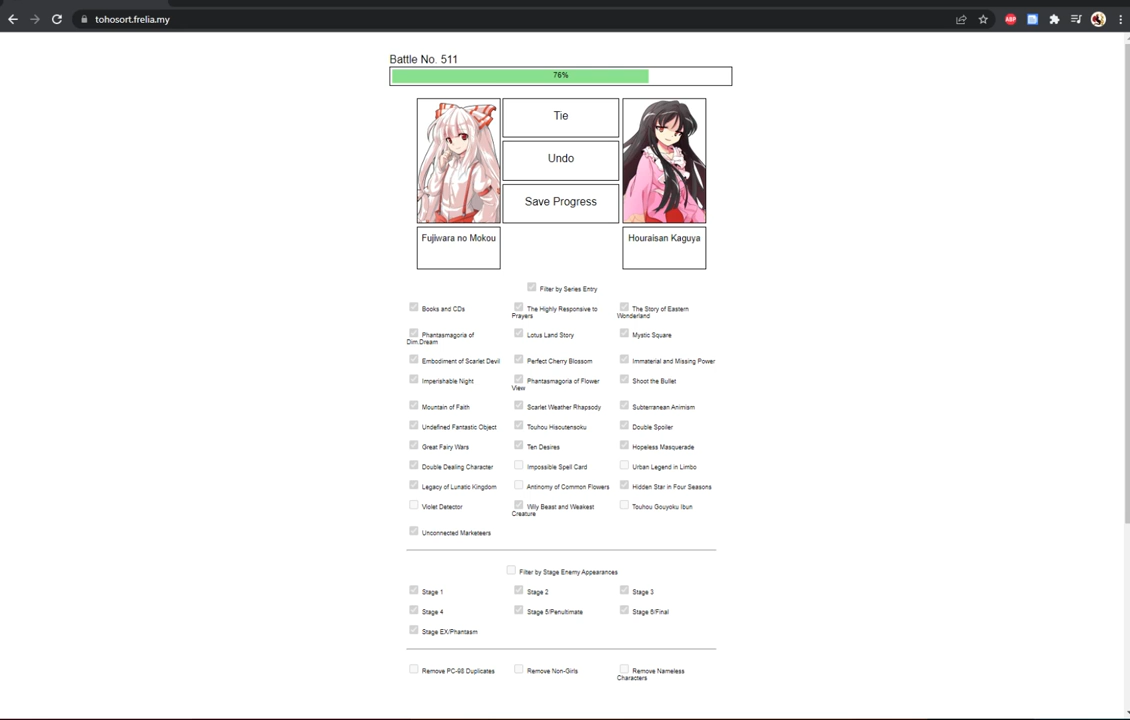 tohosort.frelia.my
ABP
Battle No. 511
76%
Tie
Undo
Save Progress
Fujiwara no Mokou
Houraisan Kaguya
Filter by Series Entry
Books and CDs
The Highly Responsive to
Prayers
The Story of Eastern
Wonderland
Phantasmagoria of
Dim.Dream
Lotus Land Story
Mystic Square
Embodiment of Scarlet Devil
Perfect Cherry Blossom
Immaterial and Missing Power
Imperishable Night
Phantasmagoria of Flower
View
Shoot the Bullet
Mountain of Faith
Scarlet Weather Rhapsody
Subterranean Animism
Undefined Fantastic Object
Touhou Hisoutensoku
Double Spoiler
Great Fairy Wars
Ten Desires
Hopeless Masquerade
Double Dealing Character
Impossible Spell Card
Urban Legend in Limbo
Legacy of Lunatic Kingdom
Antinomy of Common Flowers
Hidden Star in Four Seasons
Violet Detector
Wily Beast and Weakest
Creature
Touhou Gouyoku Ibun
Unconnected Marketeers
Filter by Stage Enemy Appearances
Stage 1
Stage 2
Stage 3
Stage 4
Stage 5/Penultimate
Stage 6/Final
Stage EX/Phantasm
Remove PC-98 Duplicates
Remove Non-Girls
Remove Nameless
Characters